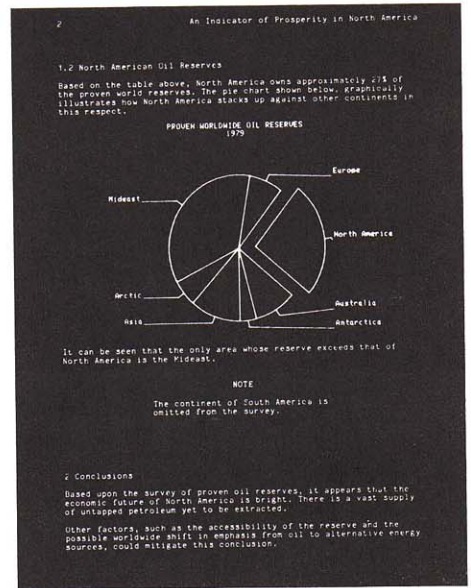 2 An Indicator of Prosperity in North America
1.2 North American Oil Reserves
Based on the table above, North America owns approximately 27% of
the proven world reserves. The pie chart shown below, graphically
illustrates how North America stacks up against other continents in
this respect.
PROVEN WORLDWIDE OIL RESERVES
1979
Europe
Mideast
North America
Arctic
Australia
Asia
Antarctica
It can be seen that the only area whose reserve exceeds that of
North America is the Mideast.
NOTE
The continent of South America is
omitted from the survey.
2 Conclusions
Based upon the survey of proven oil reserves, it appears that the
economic future of North America is bright. There is a vast supply
of untapped petroleum yet to be extracted.
Other factors, such as the accessibility of the reserve and the
possible worldwide shift in emphasis from oil to alternative energy
sources, could mitigate this conclusion.